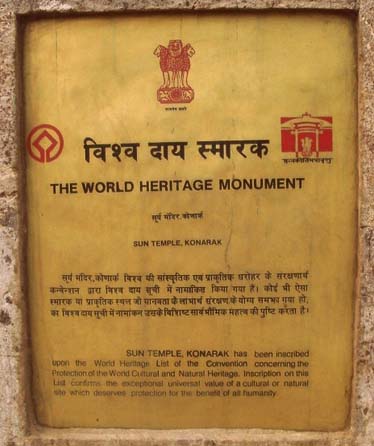 विश्व दाय स्मारक
THE WORLD HERITAGE MONUMENT
सूर्य मंदिर,कोणार्क
SUN TEMPLE, KONARAK
सूर्य मंदिर,कोणार्क विश्व की सांस्कृतिक एवं प्राकृतिक धरोहर के संरक्षणार्थ
कन्वेन्शन द्वारा विश्व दाय सूची में नामांकित किया गया है। कोई भी ऐसा
स्मारक या प्राकृतिक स्थल जो मानवता के लाभार्थ संरक्षण के योग्य समझा गया हो,
का विश्व दाय सूची में नामांकन उसके विशिष्ट सार्वभौमिक महत्व की पुष्टि करता है।
SUN TEMPLE, KONARAK has been inscribed
upon the World Heritage List of the Convention concerning the
Protection of the World Cultural and Natural Heritage. Inscription on this
List confirms the exceptional universal value of a cultural or natural
site which deserves protection for the benefit of all humanity.